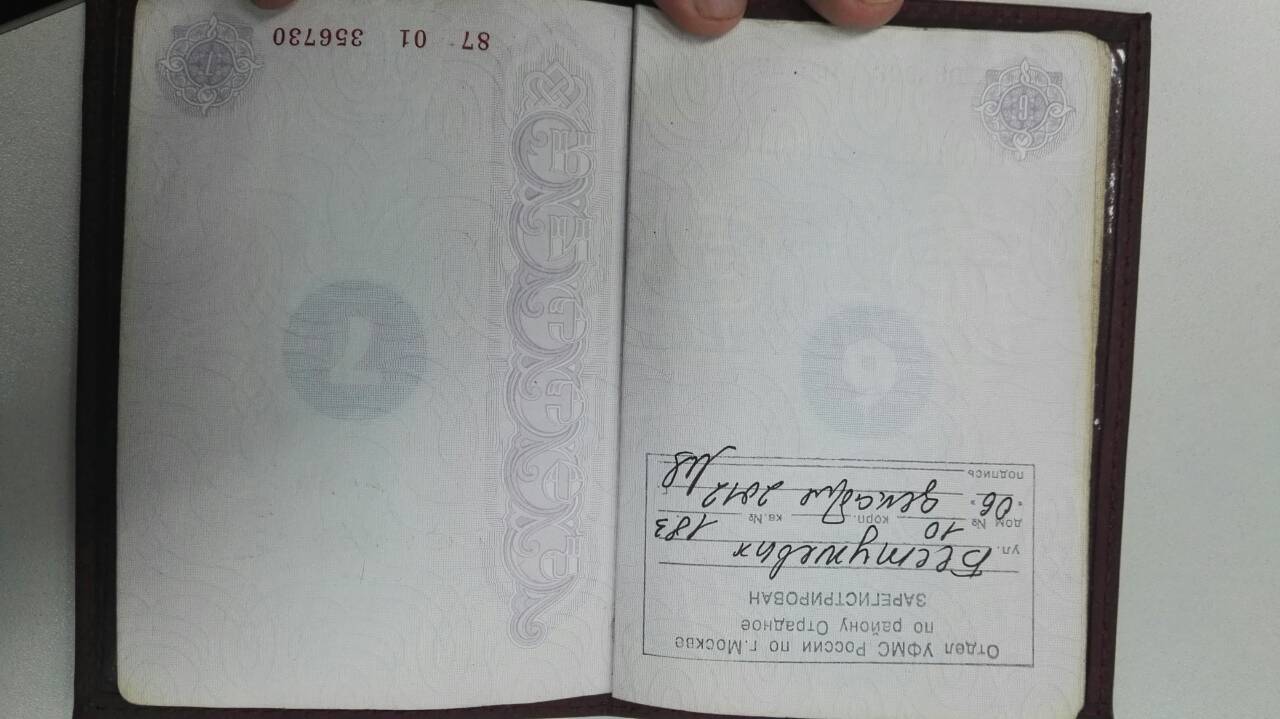 Отдел УФМС России по г.Москве
по району Отрадное
ЗАРЕГИСТРИРОВАН
ул. Бестужевых
дом № 10 корп. кв.№ 183
"06" декабря 2012
подпись
6
7
6
7
87 01 356730